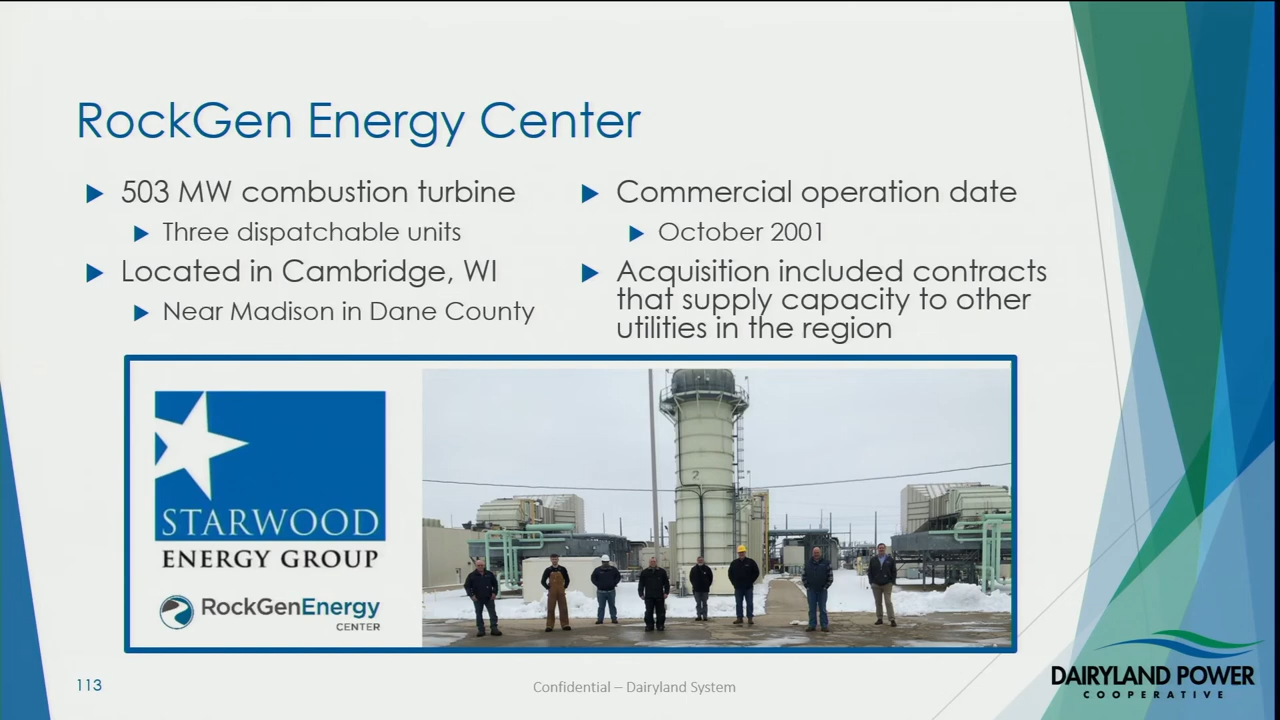 RockGen Energy Center
503 MW combustion turbine
Three dispatchable units
Located in Cambridge, WI
Near Madison in Dane County
Commercial operation date
October 2001
Acquisition included contracts
that supply capacity to other
utilities in the region
STARWOOD
ENERGY GROUP
RockGenEnergy
CENTER
2
113
Confidential – Dairyland System
DAIRYLAND POWER
COOPERATIVE